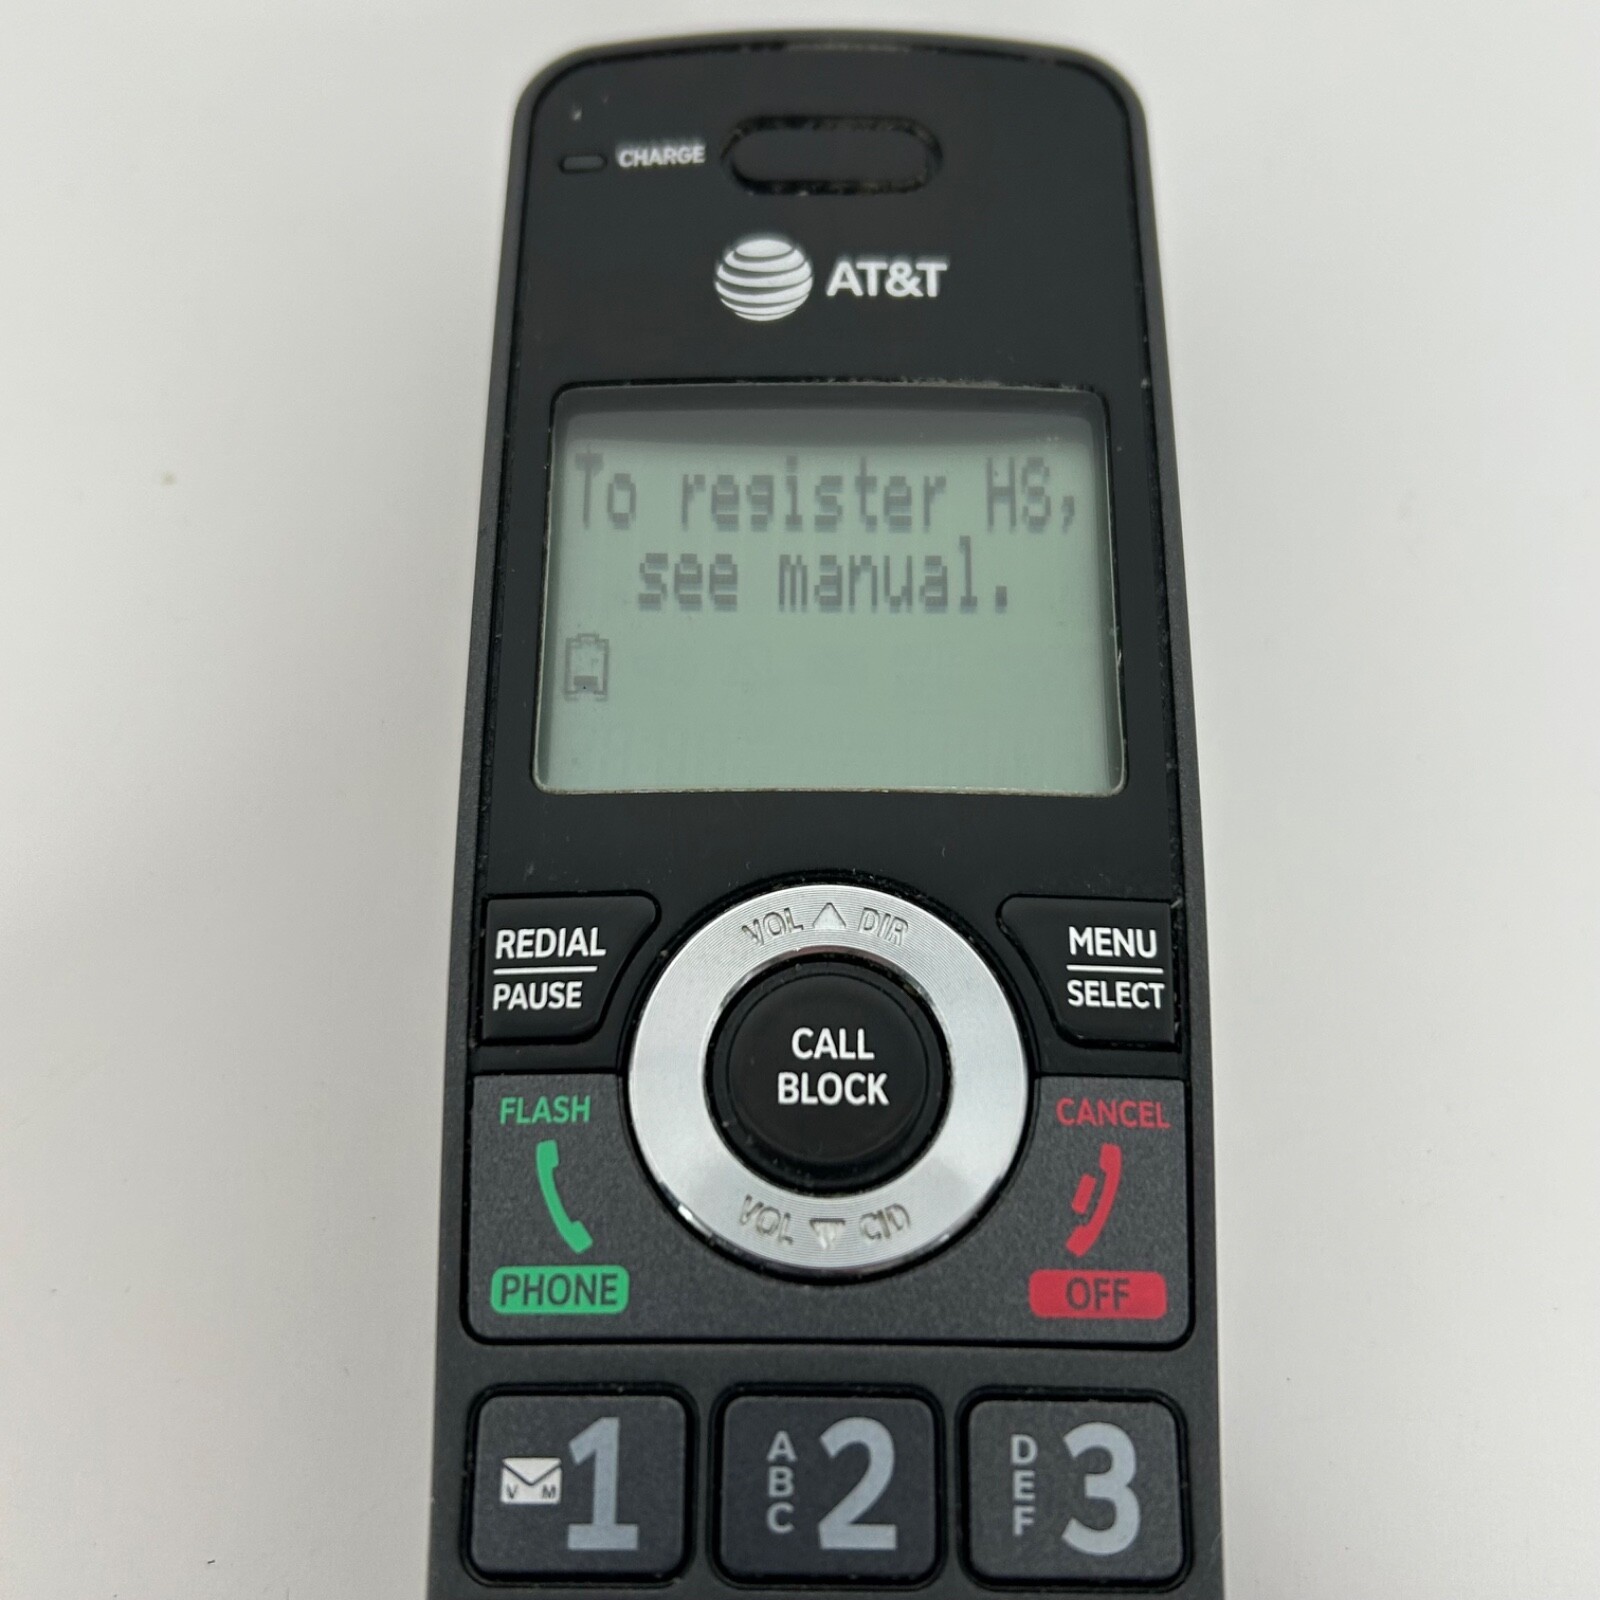 CHARGE
AT&T
To register HS,
see manual.
REDIAL
PAUSE
VOL DIR
MENU
SELECT
CALL
BLOCK
FLASH
CANCEL
VOL CID
PHONE
OFF
VM 1
ABC 2
DEF 3